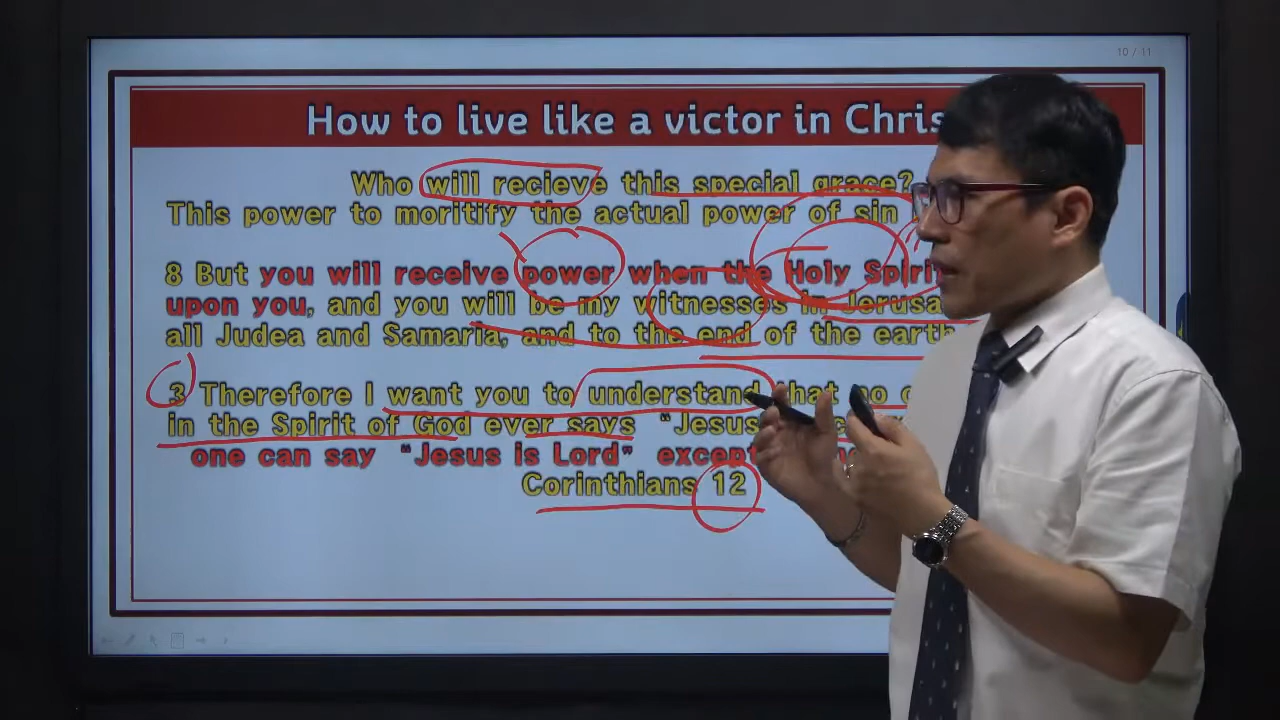 10 / 11
How to live like a victor in Chris
Who will recieve this special grace?
This power to moritify the actual power of sin
8 But you will receive power when the Holy Spirit
upon you, and you will be my witnesses in Jerusa
all Judea and Samaria, and to the end of the earth
3 Therefore I want you to understand that no
in the Spirit of God ever says “Jesus
one can say “Jesus is Lord” except
Corinthians 12